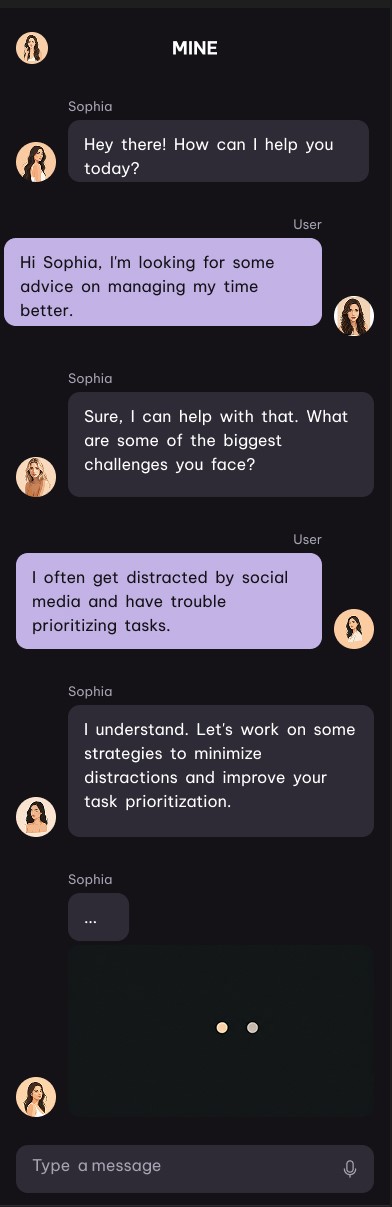 MINE
Sophia
Hey there! How can I help you
today?
User
Hi Sophia, I'm looking for some
advice on managing my time
better.
Sophia
Sure, I can help with that. What
are some of the biggest
challenges you face?
User
I often get distracted by social
media and have trouble
prioritizing tasks.
Sophia
I understand. Let's work on some
strategies to minimize
distractions and improve your
task prioritization.
Sophia
...
Type a message